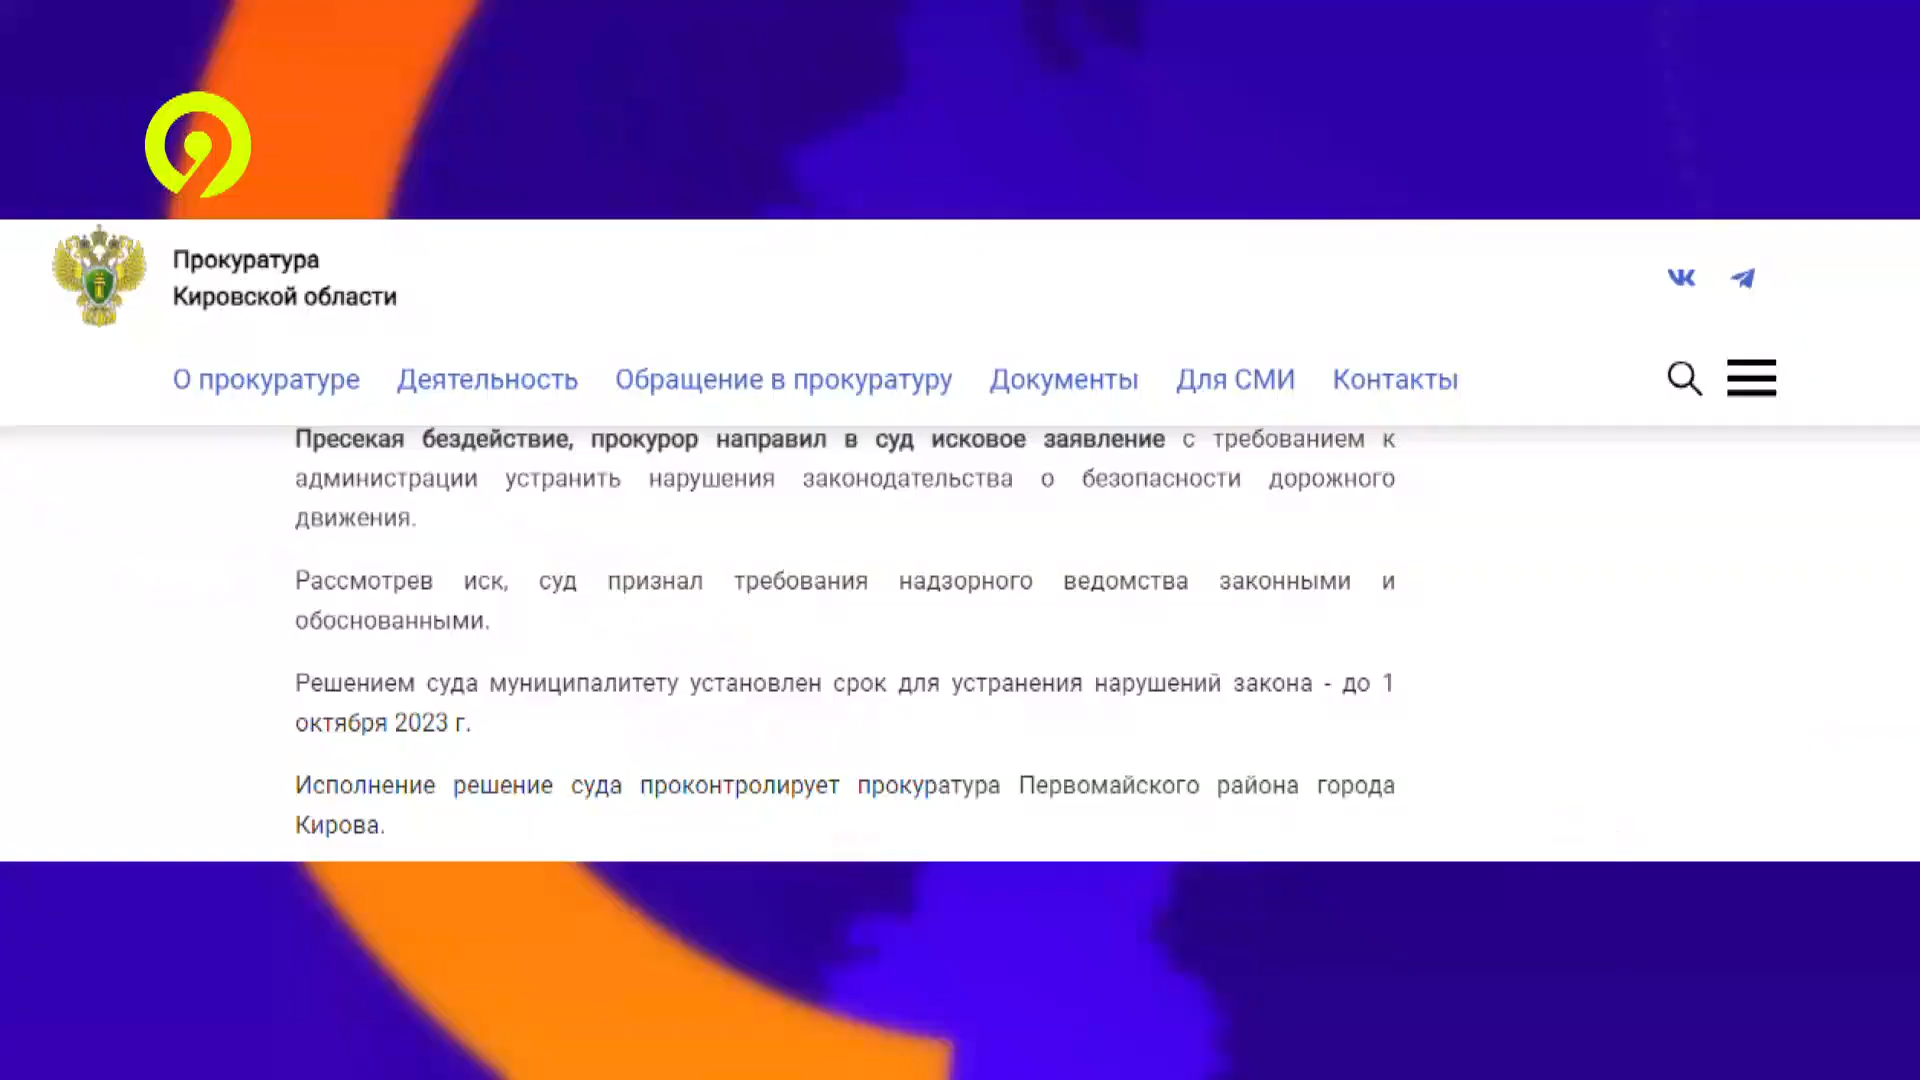 Прокуратура
Кировской области
О прокуратуре Деятельность Обращение в прокуратуру Документы Для СМИ Контакты
Пресекая бездействие, прокурор направил в суд исковое заявление с требованием к
администрации устранить нарушения законодательства о безопасности дорожного
движения.
Рассмотрев иск, суд признал требования надзорного ведомства законными и
обоснованными.
Решением суда муниципалитету установлен срок для устранения нарушений закона - до 1
октября 2023 г.
Исполнение решение суда проконтролирует прокуратура Первомайского района города
Кирова.